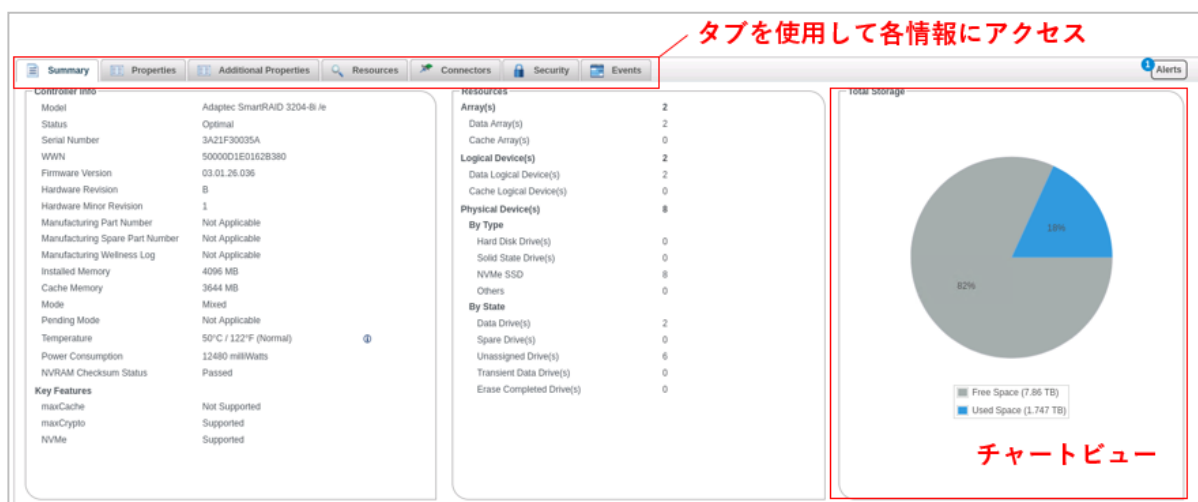 タブを使用して各情報にアクセス
Summary Properties Additional Properties Resources Connectors Security Events
1
Alerts
Controller Info
Model Adaptec SmartRAID 3204-8i /e
Status Optimal
Serial Number 3A21F30035A
WWN 50000D1E0162B380
Firmware Version 03.01.26.036
Hardware Revision B
Hardware Minor Revision 1
Manufacturing Part Number Not Applicable
Manufacturing Spare Part Number Not Applicable
Manufacturing Wellness Log Not Applicable
Installed Memory 4096 MB
Cache Memory 3644 MB
Mode Mixed
Pending Mode Not Applicable
Temperature 50°C / 122°F (Normal)
Power Consumption 12480 milliWatts
NVRAM Checksum Status Passed
Key Features
maxCache Not Supported
maxCrypto Supported
NVMe Supported
Resources
Array(s) 2
Data Array(s) 2
Cache Array(s) 0
Logical Device(s) 2
Data Logical Device(s) 2
Cache Logical Device(s) 0
Physical Device(s) 8
By Type
Hard Disk Drive(s) 0
Solid State Drive(s) 0
NVMe SSD 8
Others 0
By State
Data Drive(s) 2
Spare Drive(s) 0
Unassigned Drive(s) 6
Transient Data Drive(s) 0
Erase Completed Drive(s) 0
Total Storage
18%
82%
Free Space (7.86 TB)
Used Space (1.747 TB)
チャートビュー